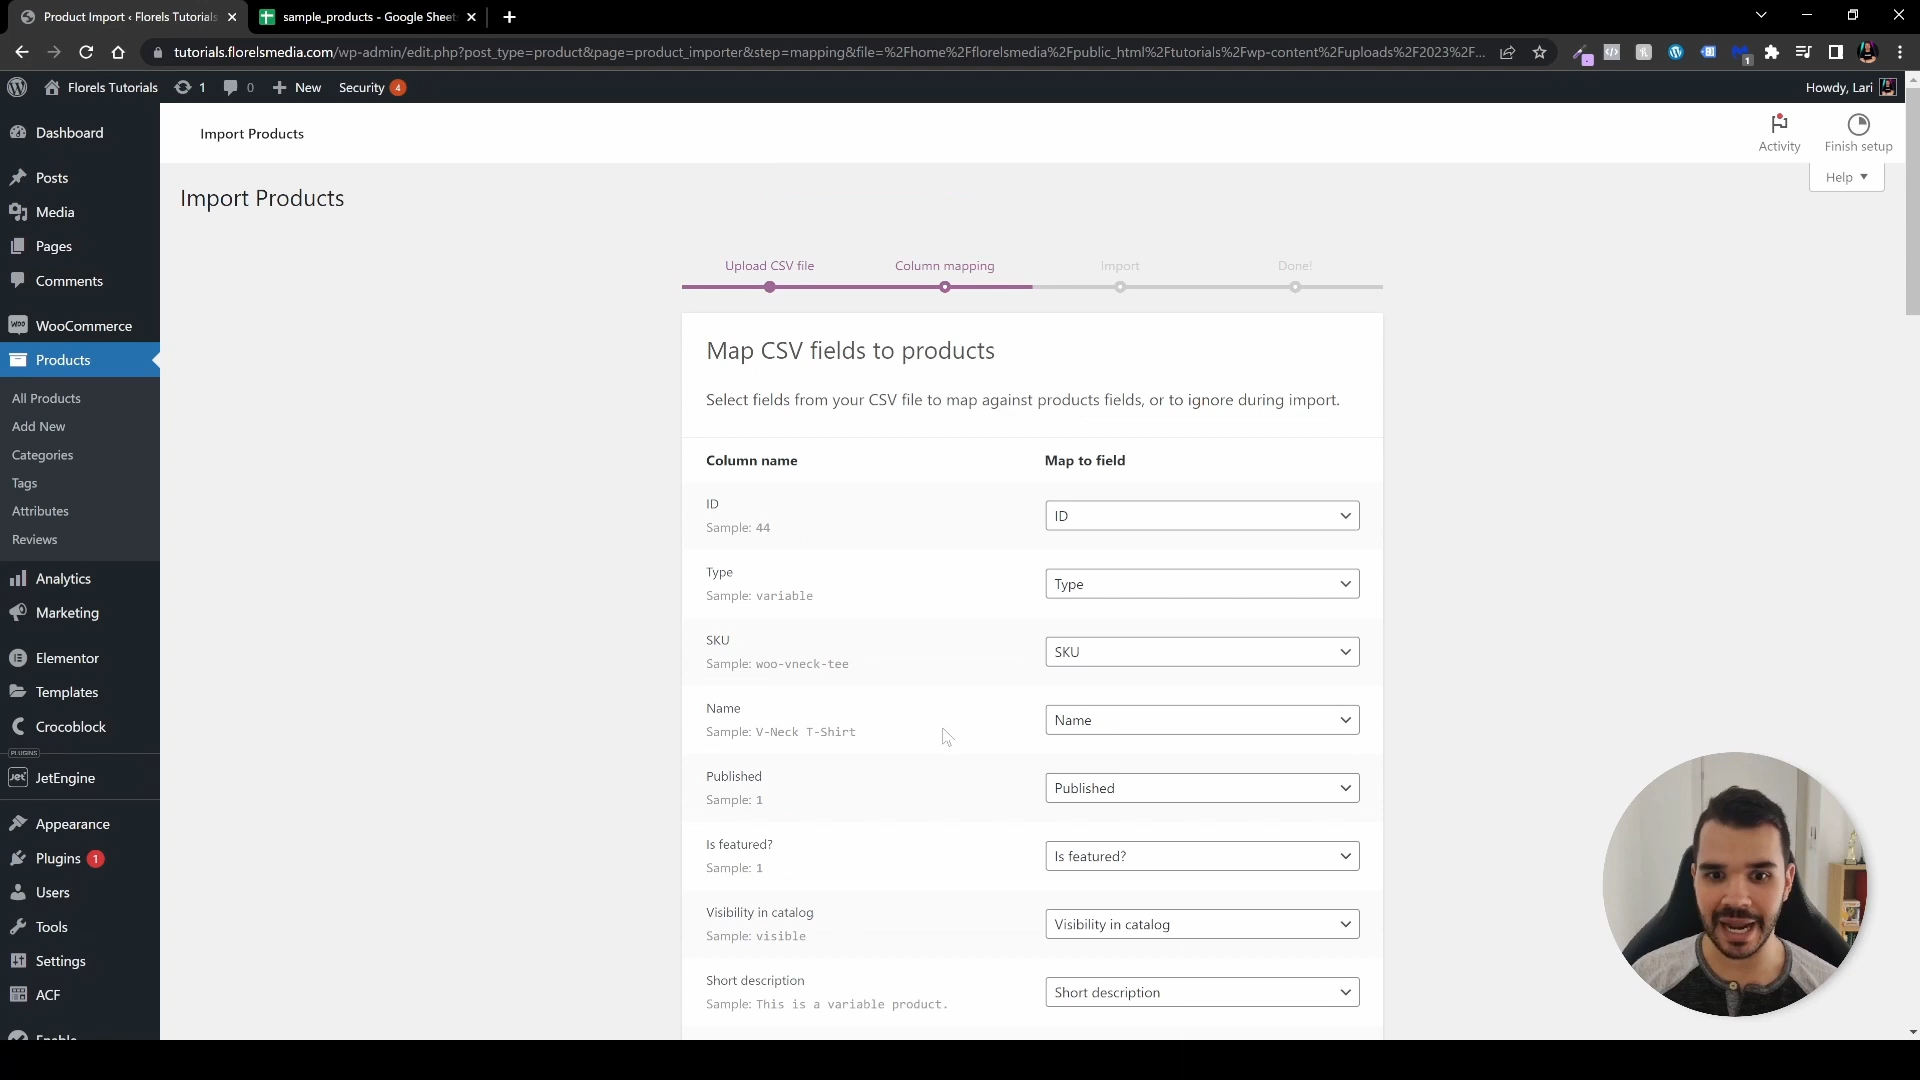 Product Import ‹ Florels Tutorials
sample_products - Google Sheet
tutorials.florelsmedia.com/wp-admin/edit.php?post_type=product&page=product_importer&step=mapping&file=%2Fhome%2Fflorelsmedia%2Fpublic_html%2Ftutorials%2Fwp-content%2Fuploads%2F2023%2F...
1
Florels Tutorials
1
0
New
Security 4
Howdy, Lari
Dashboard
Posts
Media
Pages
Comments
WooCommerce
Products
All Products
Add New
Categories
Tags
Attributes
Reviews
Analytics
Marketing
Elementor
Templates
Crocoblock
PLUGINS
JetEngine
Appearance
Plugins 1
Users
Tools
Settings
ACF
Import Products
Activity
Finish setup
Help
Import Products
Upload CSV file
Column mapping
Import
Done!
Map CSV fields to products
Select fields from your CSV file to map against products fields, or to ignore during import.
Column name
Map to field
ID
Sample: 44
ID
Type
Sample: variable
Type
SKU
Sample: woo-vneck-tee
SKU
Name
Sample: V-Neck T-Shirt
Name
Published
Sample: 1
Published
Is featured?
Sample: 1
Is featured?
Visibility in catalog
Sample: visible
Visibility in catalog
Short description
Sample: This is a variable product.
Short description